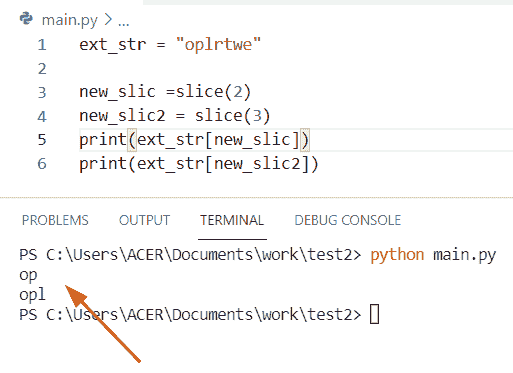 main.py > ...
1 ext_str = "oplrtwe"
2
3 new_slic =slice(2)
4 new_slic2 = slice(3)
5 print(ext_str[new_slic])
6 print(ext_str[new_slic2])
PROBLEMS OUTPUT TERMINAL DEBUG CONSOLE
PS C:\Users\ACER\Documents\work\test2> python main.py
op
opl
PS C:\Users\ACER\Documents\work\test2>